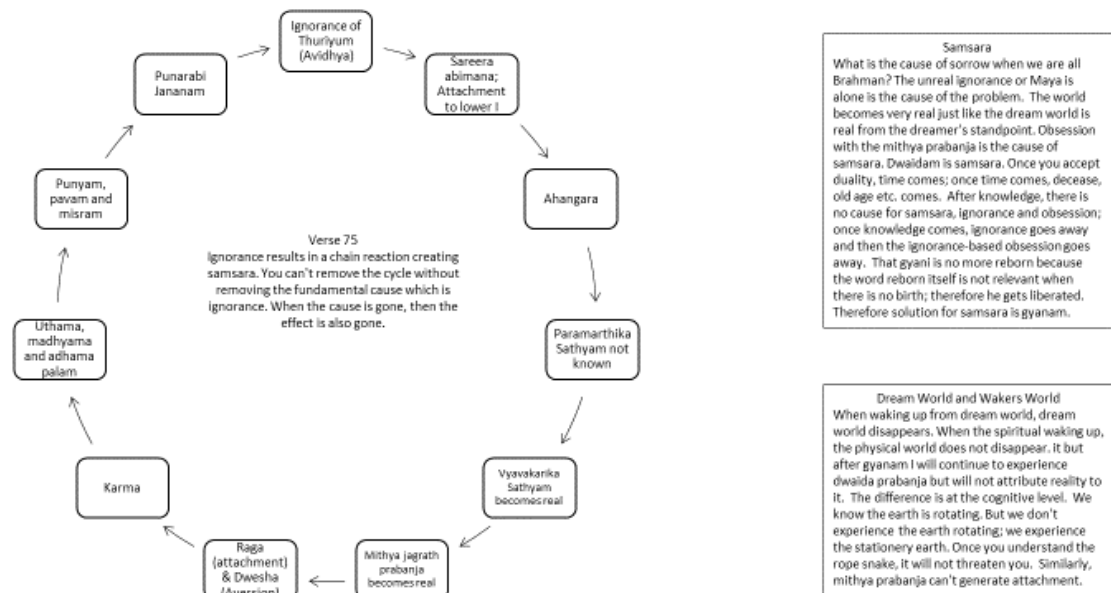 Ignorance of
Thuriyum
(Avidhya)
Sareera
abimana;
Attachment
to lower I
Ahangara
Paramarthika
Sathyam not
known
Vyavakarika
Sathyam
becomes real
Mithya jagrath
prabanja
becomes real
Raga
(attachment)
& Dwesha
(Aversion)
Karma
Uthama,
madhyama
and adhama
palam
Punyam,
pavam and
misram
Punarabi
Jananam
Verse 75
Ignorance results in a chain reaction creating
samsara. You can't remove the cycle without
removing the fundamental cause which is
ignorance. When the cause is gone, then the
effect is also gone.
Samsara
What is the cause of sorrow when we are all
Brahman? The unreal ignorance or Maya is
alone is the cause of the problem. The world
becomes very real just like the dream world is
real from the dreamer's standpoint. Obsession
with the mithya prabanja is the cause of
samsara. Dwaidam is samsara. Once you accept
duality, time comes; once time comes, decease,
old age etc. comes. After knowledge, there is
no cause for samsara, ignorance and obsession;
once knowledge comes, ignorance goes away
and then the ignorance-based obsession goes
away. That gyani is no more reborn because
the word reborn itself is not relevant when
there is no birth; therefore he gets liberated.
Therefore solution for samsara is gyanam.
Dream World and Wakers World
When waking up from dream world, dream
world disappears. When the spiritual waking up,
the physical world does not disappear. it but
after gyanam I will continue to experience
dwaida prabanja but will not attribute reality to
it. The difference is at the cognitive level. We
know the earth is rotating. But we don't
experience the earth rotating; we experience
the stationery earth. Once you understand the
rope snake, it will not threaten you. Similarly,
mithya prabanja can't generate attachment.